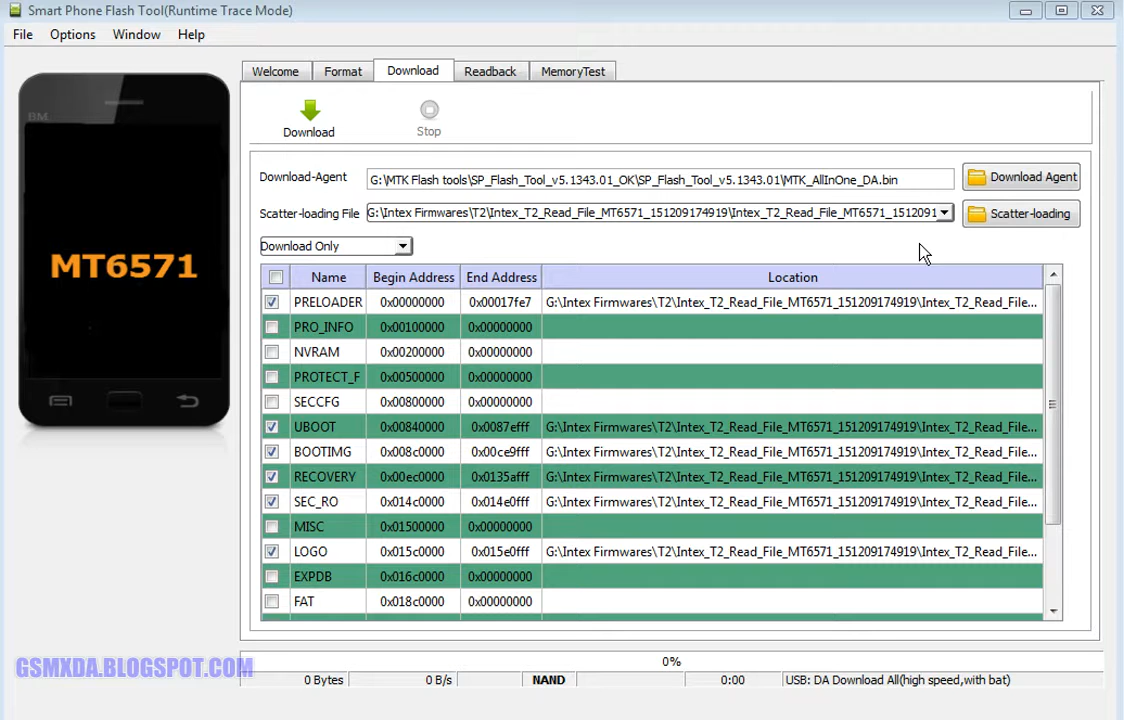 Smart Phone Flash Tool(Runtime Trace Mode)
File Options Window Help
Welcome Format Download Readback MemoryTest
BM
MT6571
Download Stop
Download-Agent G:\MTK Flash tools\SP_Flash_Tool_v5.1343.01_OK\SP_Flash_Tool_v5.1343.01\MTK_AllInOne_DA.bin Download Agent
Scatter-loading File G:\Intex Firmwares\T2\Intex_T2_Read_File_MT6571_151209174919\Intex_T2_Read_File_MT6571_1512091 Scatter-loading
Download Only
Name Begin Address End Address Location
PRELOADER 0x00000000 0x00017fe7 G:\Intex Firmwares\T2\Intex_T2_Read_File_MT6571_151209174919\Intex_T2_Read_File...
PRO_INFO 0x00100000 0x00000000
NVRAM 0x00200000 0x00000000
PROTECT_F 0x00500000 0x00000000
SECCFG 0x00800000 0x00000000
UBOOT 0x00840000 0x0087efff G:\Intex Firmwares\T2\Intex_T2_Read_File_MT6571_151209174919\Intex_T2_Read_File...
BOOTIMG 0x008c0000 0x00ce9fff G:\Intex Firmwares\T2\Intex_T2_Read_File_MT6571_151209174919\Intex_T2_Read_File...
RECOVERY 0x00ec0000 0x0135afff G:\Intex Firmwares\T2\Intex_T2_Read_File_MT6571_151209174919\Intex_T2_Read_File...
SEC_RO 0x014c0000 0x014e0fff G:\Intex Firmwares\T2\Intex_T2_Read_File_MT6571_151209174919\Intex_T2_Read_File...
MISC 0x01500000 0x00000000
LOGO 0x015c0000 0x015e0fff G:\Intex Firmwares\T2\Intex_T2_Read_File_MT6571_151209174919\Intex_T2_Read_File...
EXPDB 0x016c0000 0x00000000
FAT 0x018c0000 0x00000000
GSMXDA.BLOGSPOT.COM
0%
0 Bytes 0 B/s NAND 0:00 USB: DA Download All(high speed,with bat)